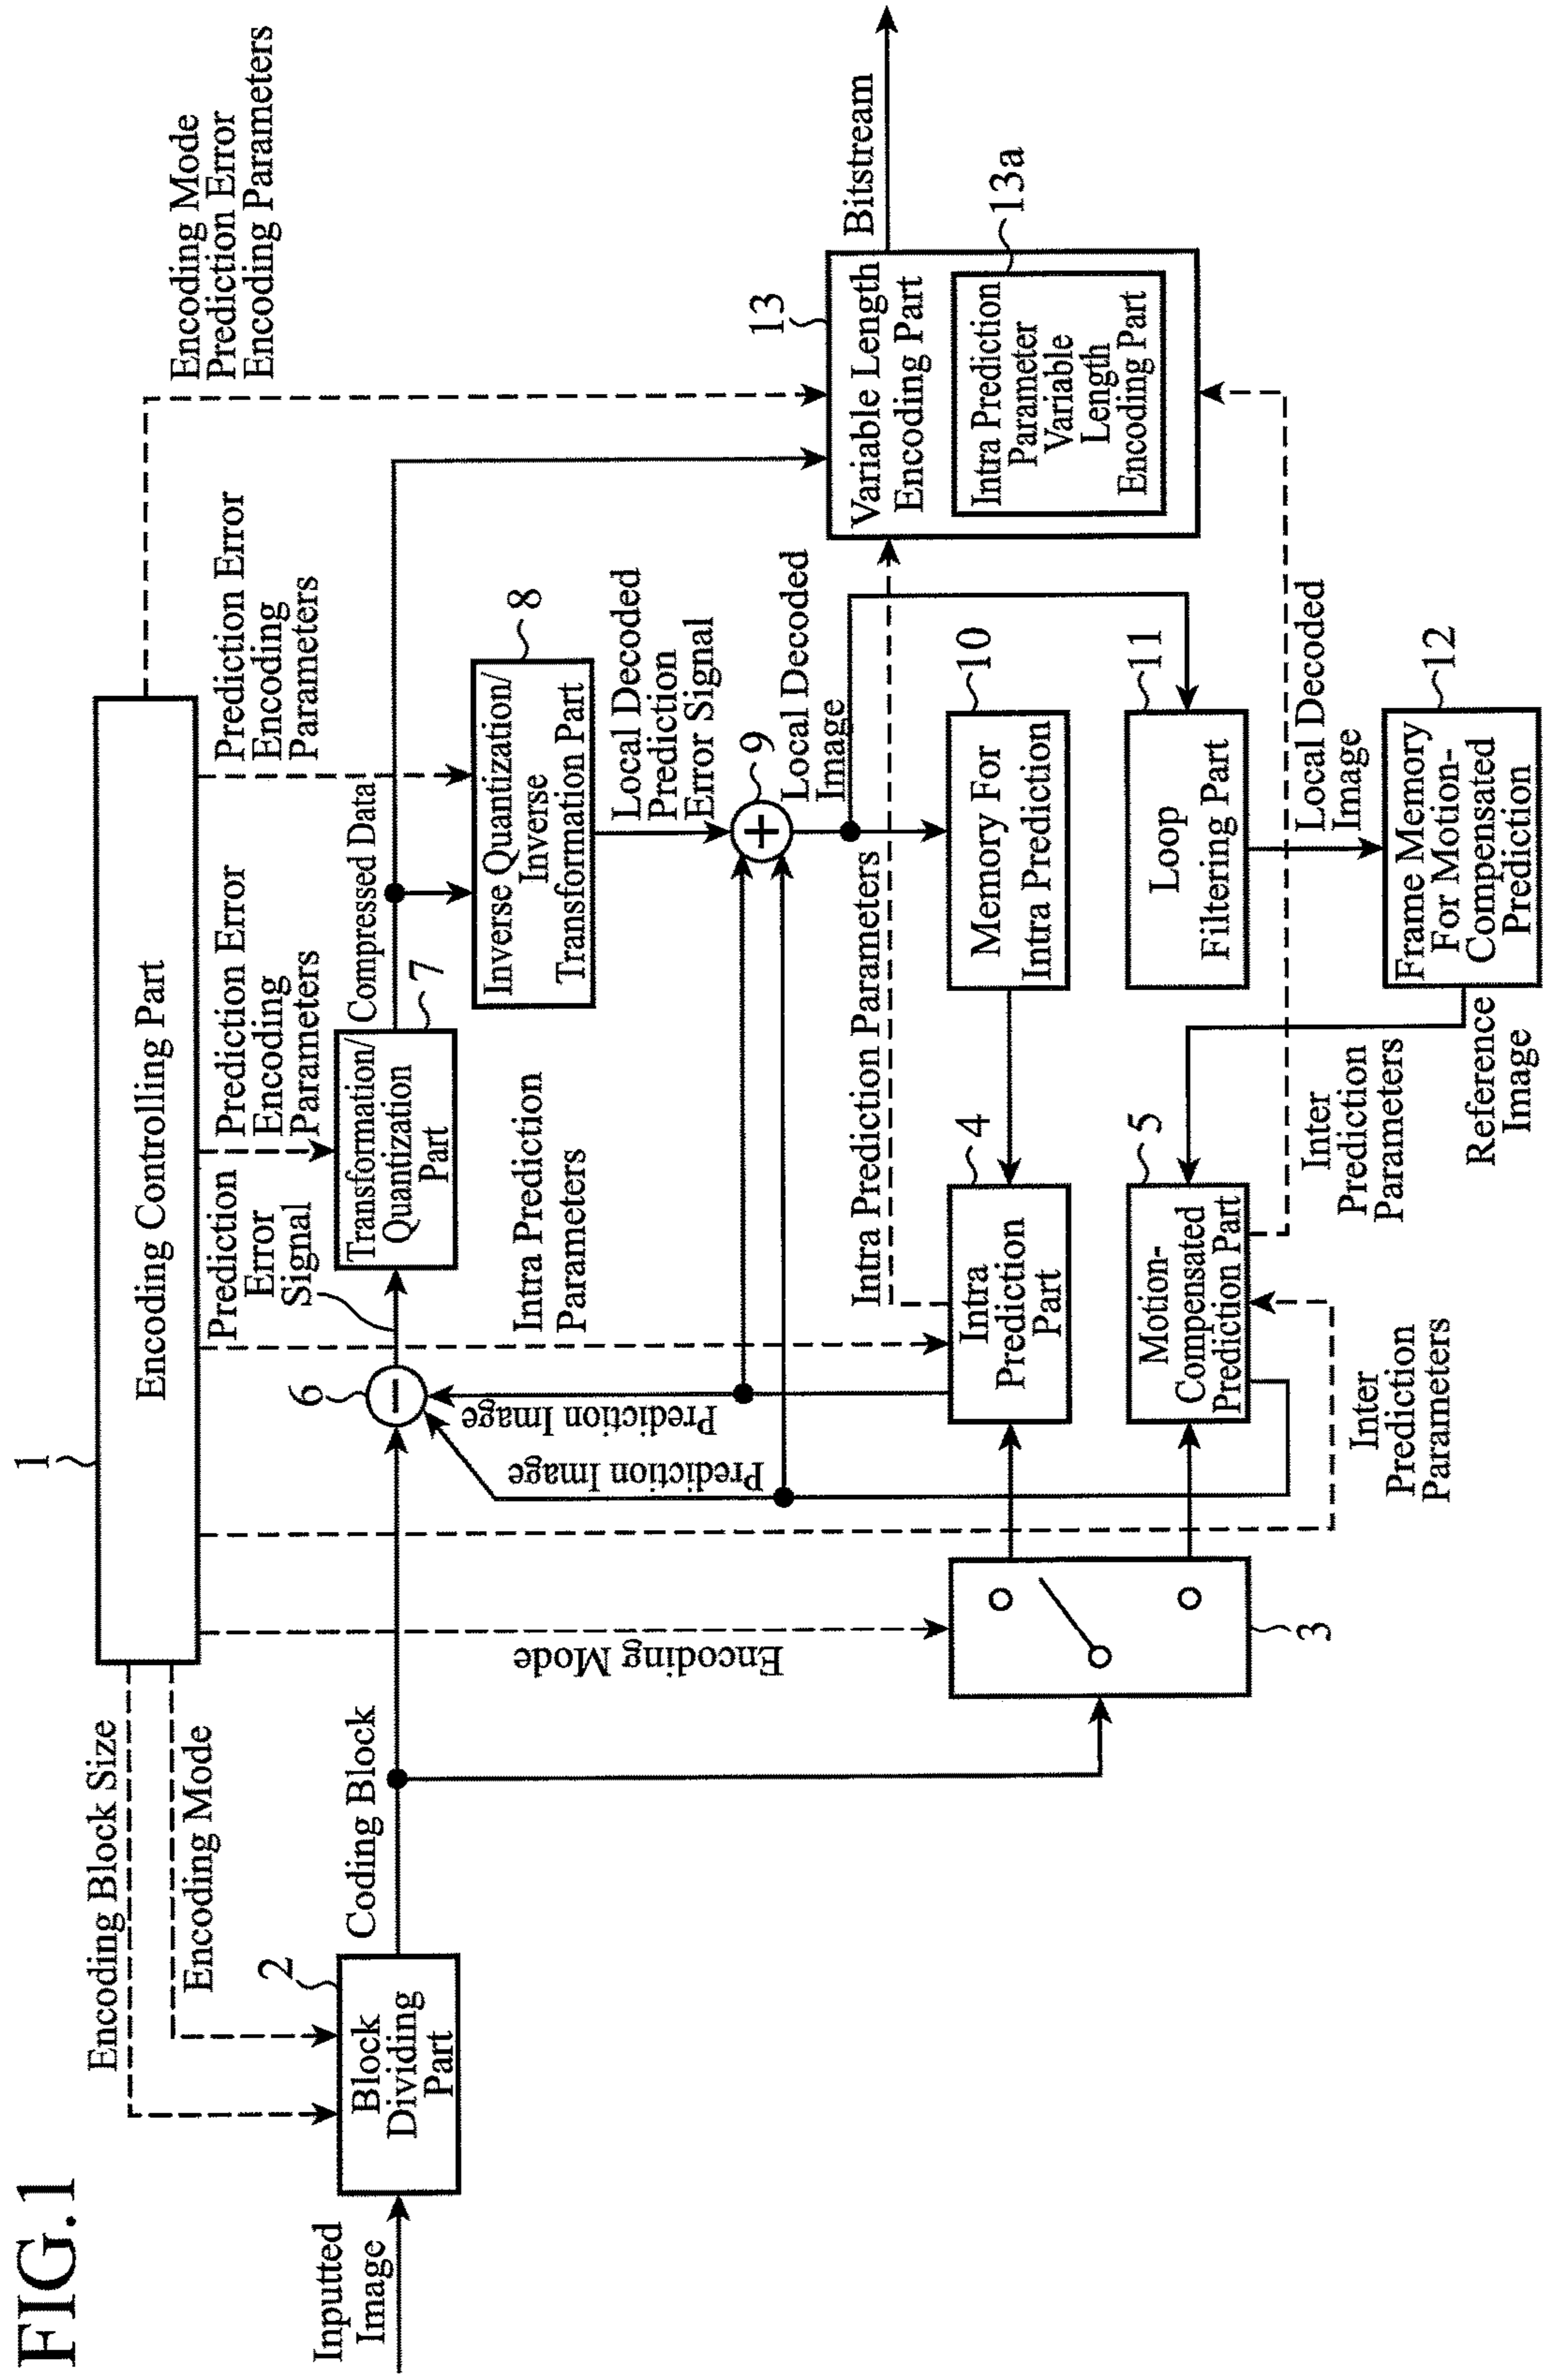 FIG.1
1
Encoding Controlling Part
Encoding Block Size
Encoding Mode
Encoding Mode
Prediction Error
Encoding Parameters
Inputted
Image
2
Block
Dividing
Part
Coding Block
Encoding Mode
3
6
Prediction
Error
Signal
Prediction Image
Prediction Image
Prediction Error
Encoding
Parameters
Transformation/
Quantization
Part
7
Compressed Data
Prediction Error
Encoding
Parameters
Inverse Quantization/
Inverse
Transformation Part
8
Local Decoded
Prediction
Error Signal
9
Local Decoded
Image
Intra Prediction
Parameters
Intra Prediction Parameters
Intra
Prediction
Part
4
Memory For
Intra Prediction
10
Motion-
Compensated
Prediction Part
5
Loop
Filtering Part
11
Inter
Prediction
Parameters
Inter
Prediction
Parameters
Local Decoded
Image
Reference
Image
Frame Memory
For Motion-
Compensated
Prediction
12
13
Variable Length
Encoding Part
Intra Prediction
Parameter
Variable
Length
Encoding Part
13a
Bitstream